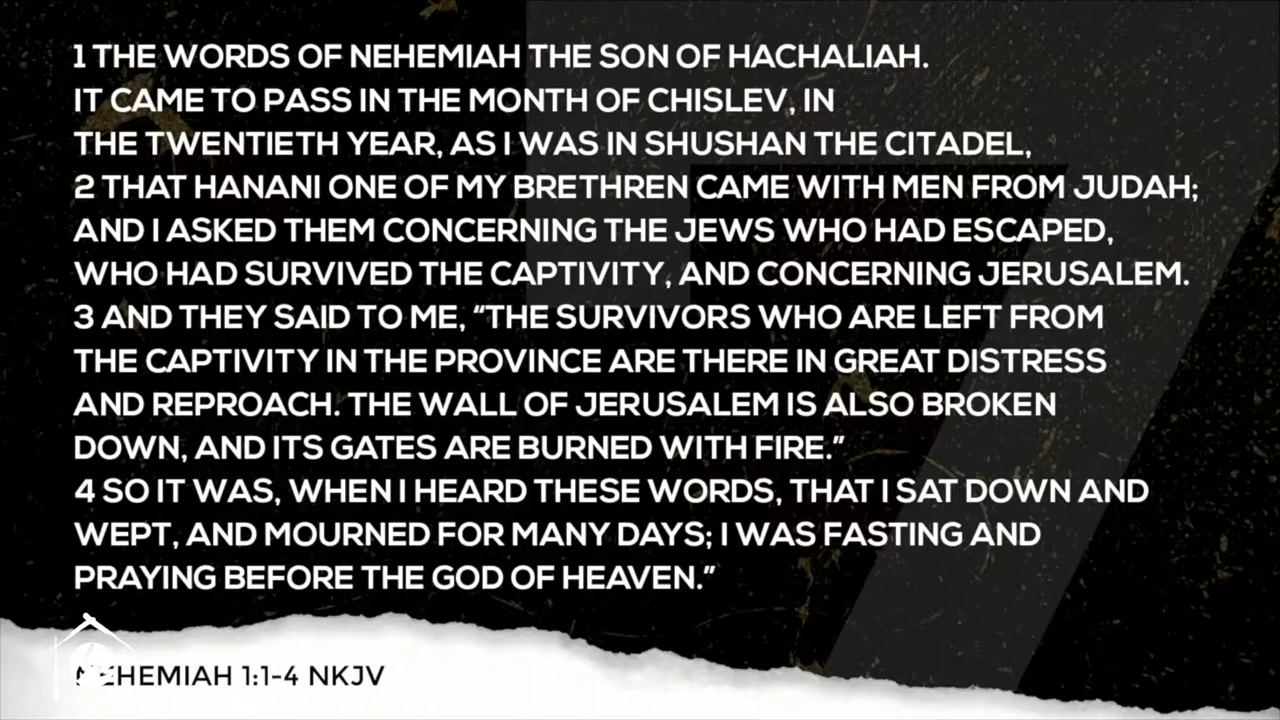 1 THE WORDS OF NEHEMIAH THE SON OF HACHALIAH.
IT CAME TO PASS IN THE MONTH OF CHISLEV, IN
THE TWENTIETH YEAR, AS I WAS IN SHUSHAN THE CITADEL,
2 THAT HANANI ONE OF MY BRETHREN CAME WITH MEN FROM JUDAH;
AND I ASKED THEM CONCERNING THE JEWS WHO HAD ESCAPED,
WHO HAD SURVIVED THE CAPTIVITY, AND CONCERNING JERUSALEM.
3 AND THEY SAID TO ME, “THE SURVIVORS WHO ARE LEFT FROM
THE CAPTIVITY IN THE PROVINCE ARE THERE IN GREAT DISTRESS
AND REPROACH. THE WALL OF JERUSALEM IS ALSO BROKEN
DOWN, AND ITS GATES ARE BURNED WITH FIRE.”
4 SO IT WAS, WHEN I HEARD THESE WORDS, THAT I SAT DOWN AND
WEPT, AND MOURNED FOR MANY DAYS; I WAS FASTING AND
PRAYING BEFORE THE GOD OF HEAVEN.”
NEHEMIAH 1:1-4 NKJV